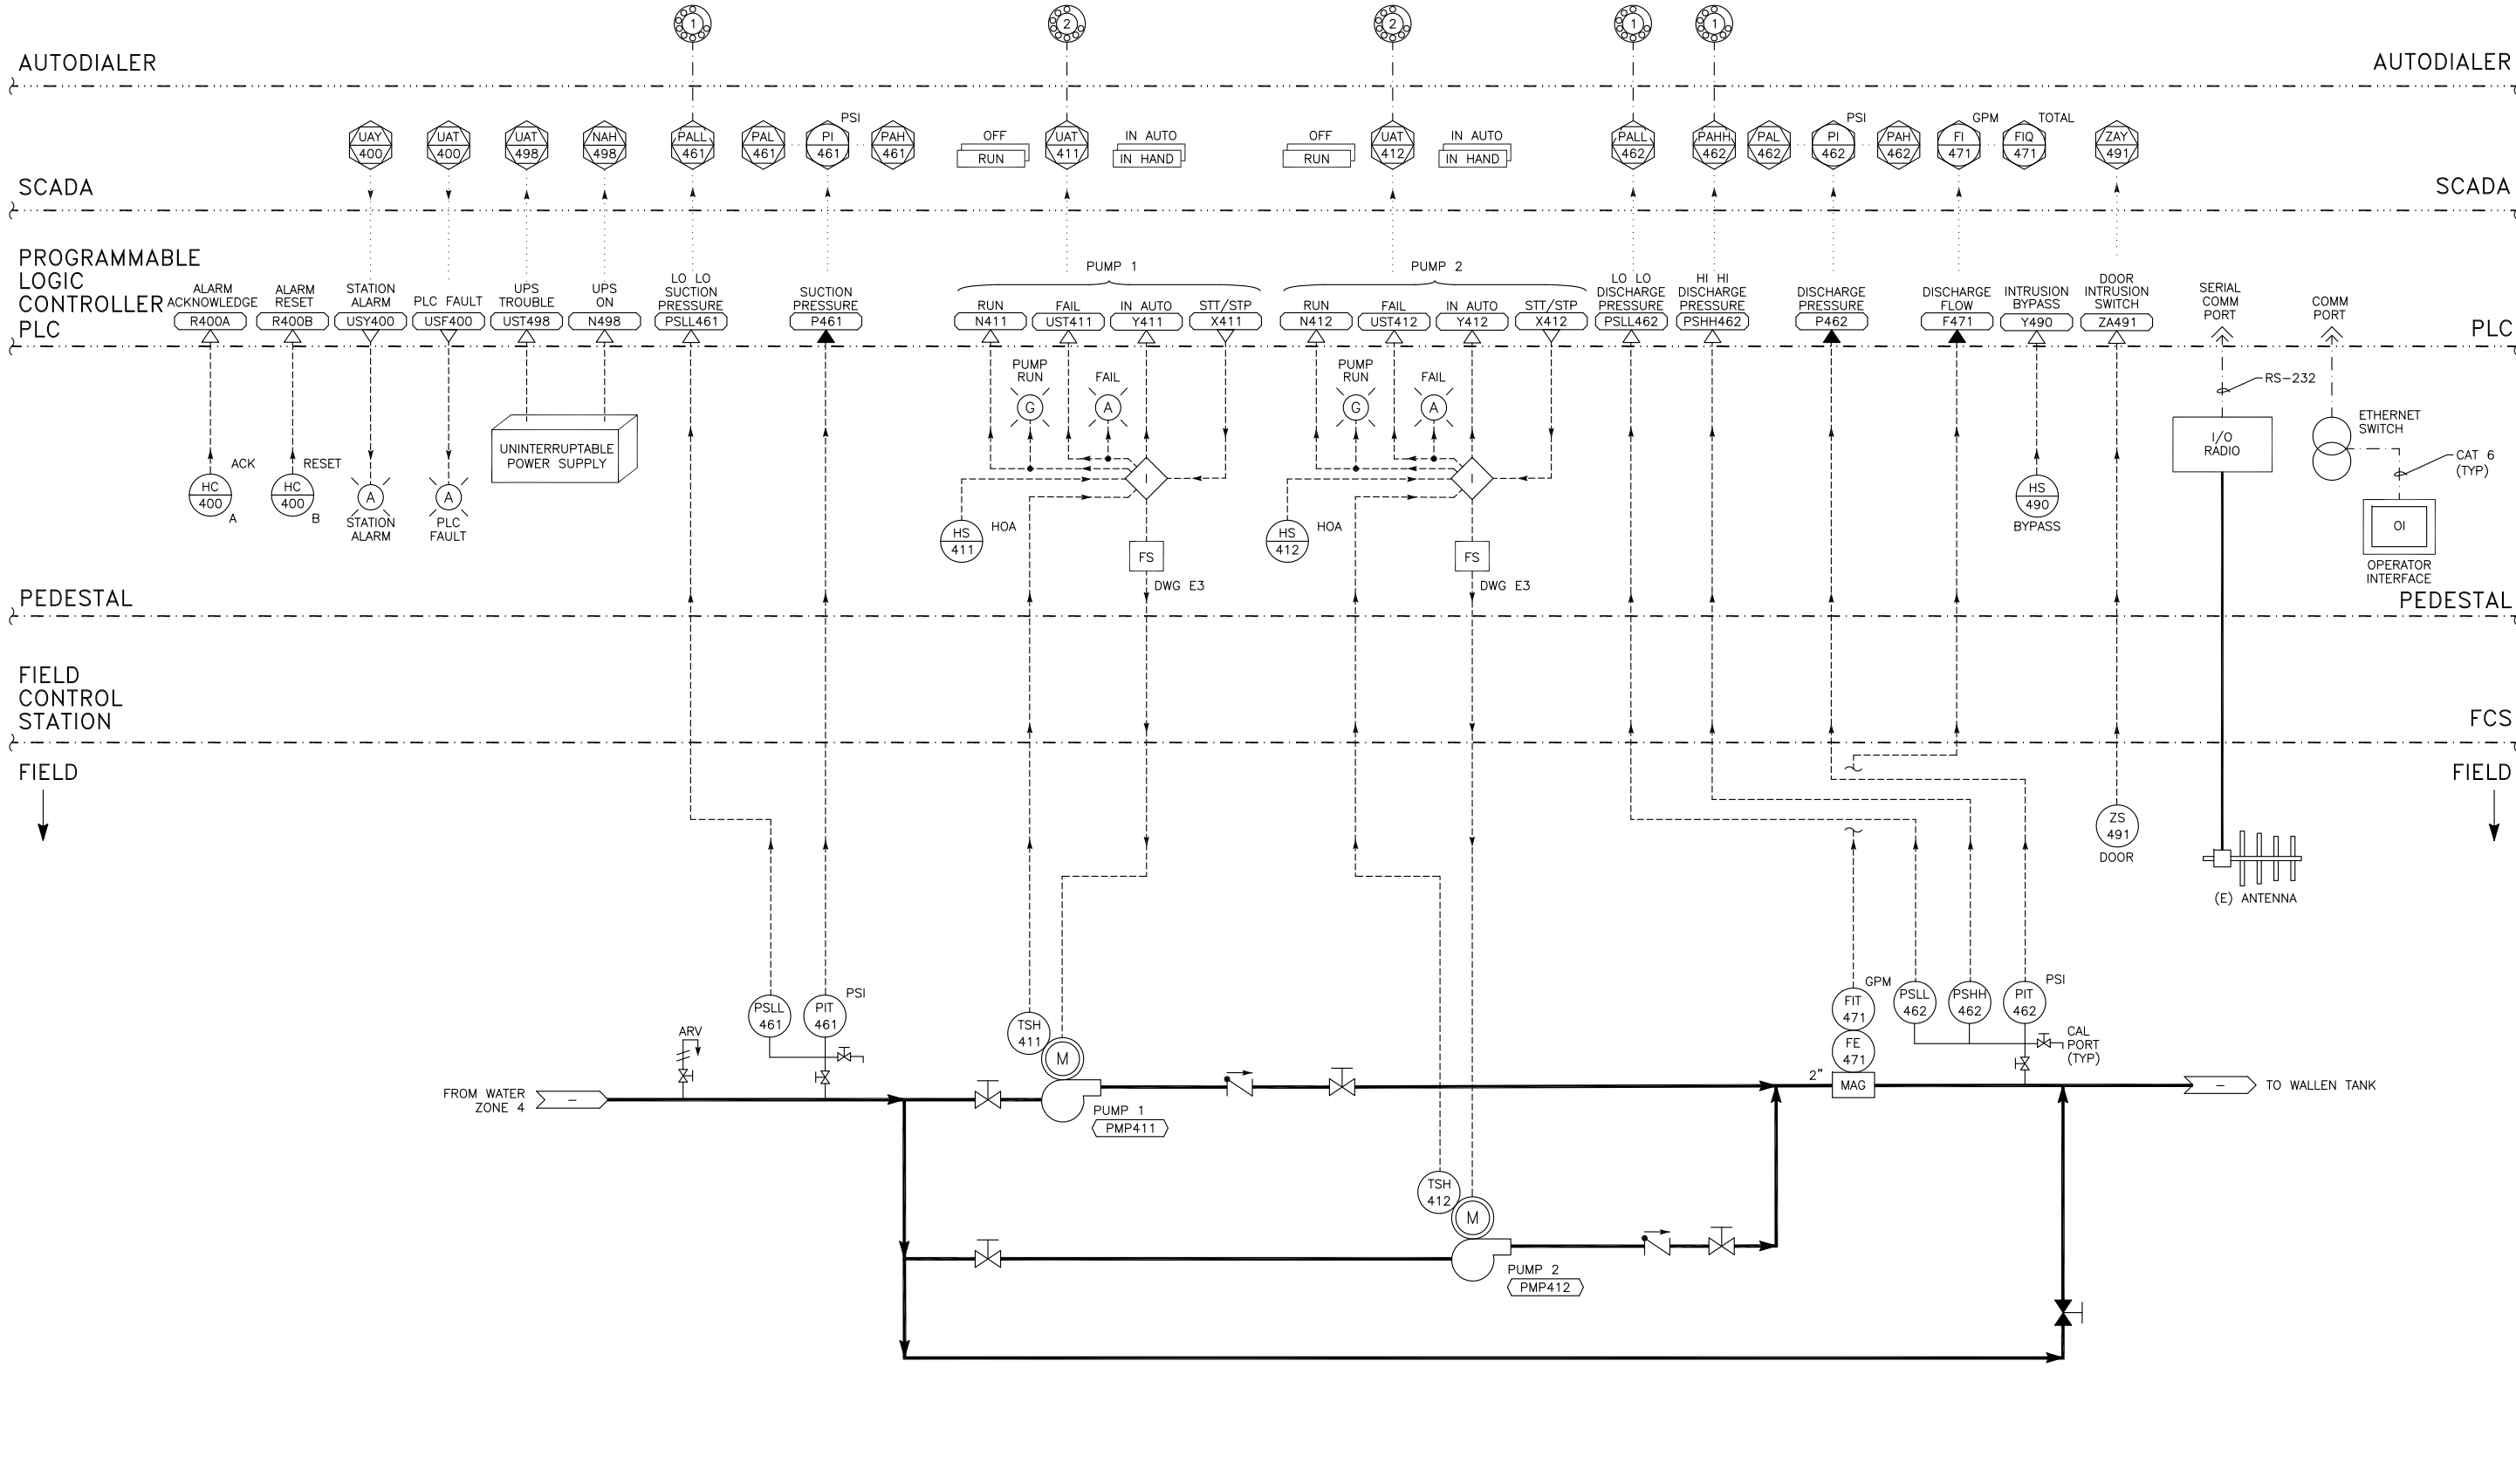 1
2
2
1
1
AUTODIALER
AUTODIALER
UAY
400
UAT
400
UAT
498
NAH
498
PALL
461
PAL
461
PSI
PI
461
PAH
461
OFF
RUN
UAT
411
IN AUTO
IN HAND
OFF
RUN
UAT
412
IN AUTO
IN HAND
PALL
462
PAHH
462
PAL
462
PSI
PI
462
PAH
462
GPM
FI
471
TOTAL
FIQ
471
ZAY
491
SCADA
SCADA
PROGRAMMABLE
LOGIC
CONTROLLER
PLC
PLC
ALARM
ACKNOWLEDGE
R400A
ALARM
RESET
R400B
STATION
ALARM
USY400
PLC FAULT
USF400
UPS
TROUBLE
UST498
UPS
ON
N498
LO LO
SUCTION
PRESSURE
PSLL461
SUCTION
PRESSURE
P461
PUMP 1
RUN
N411
FAIL
UST411
IN AUTO
Y411
STT/STP
X411
PUMP 2
RUN
N412
FAIL
UST412
IN AUTO
Y412
STT/STP
X412
LO LO
DISCHARGE
PRESSURE
PSLL462
HI HI
DISCHARGE
PRESSURE
PSHH462
DISCHARGE
PRESSURE
P462
DISCHARGE
FLOW
F471
INTRUSION
BYPASS
Y490
DOOR
INTRUSION
SWITCH
ZA491
SERIAL
COMM
PORT
COMM
PORT
ACK
HC
400
A
RESET
HC
400
B
A
STATION
ALARM
A
PLC
FAULT
UNINTERRUPTABLE
POWER SUPPLY
PUMP
RUN
G
FAIL
A
I
HS
411
HOA
FS
DWG E3
PUMP
RUN
G
FAIL
A
I
HS
412
HOA
FS
DWG E3
HS
490
BYPASS
RS-232
I/O
RADIO
ETHERNET
SWITCH
CAT 6
(TYP)
OI
OPERATOR
INTERFACE
PEDESTAL
PEDESTAL
FIELD
CONTROL
STATION
FCS
FIELD
FIELD
ZS
491
DOOR
(E) ANTENNA
ARV
PSLL
461
PIT
461
PSI
TSH
411
M
GPM
FIT
471
FE
471
2"
MAG
PSLL
462
PSHH
462
PIT
462
PSI
CAL
PORT
(TYP)
FROM WATER
ZONE 4
-
PUMP 1
PMP411
-
TO WALLEN TANK
TSH
412
M
PUMP 2
PMP412